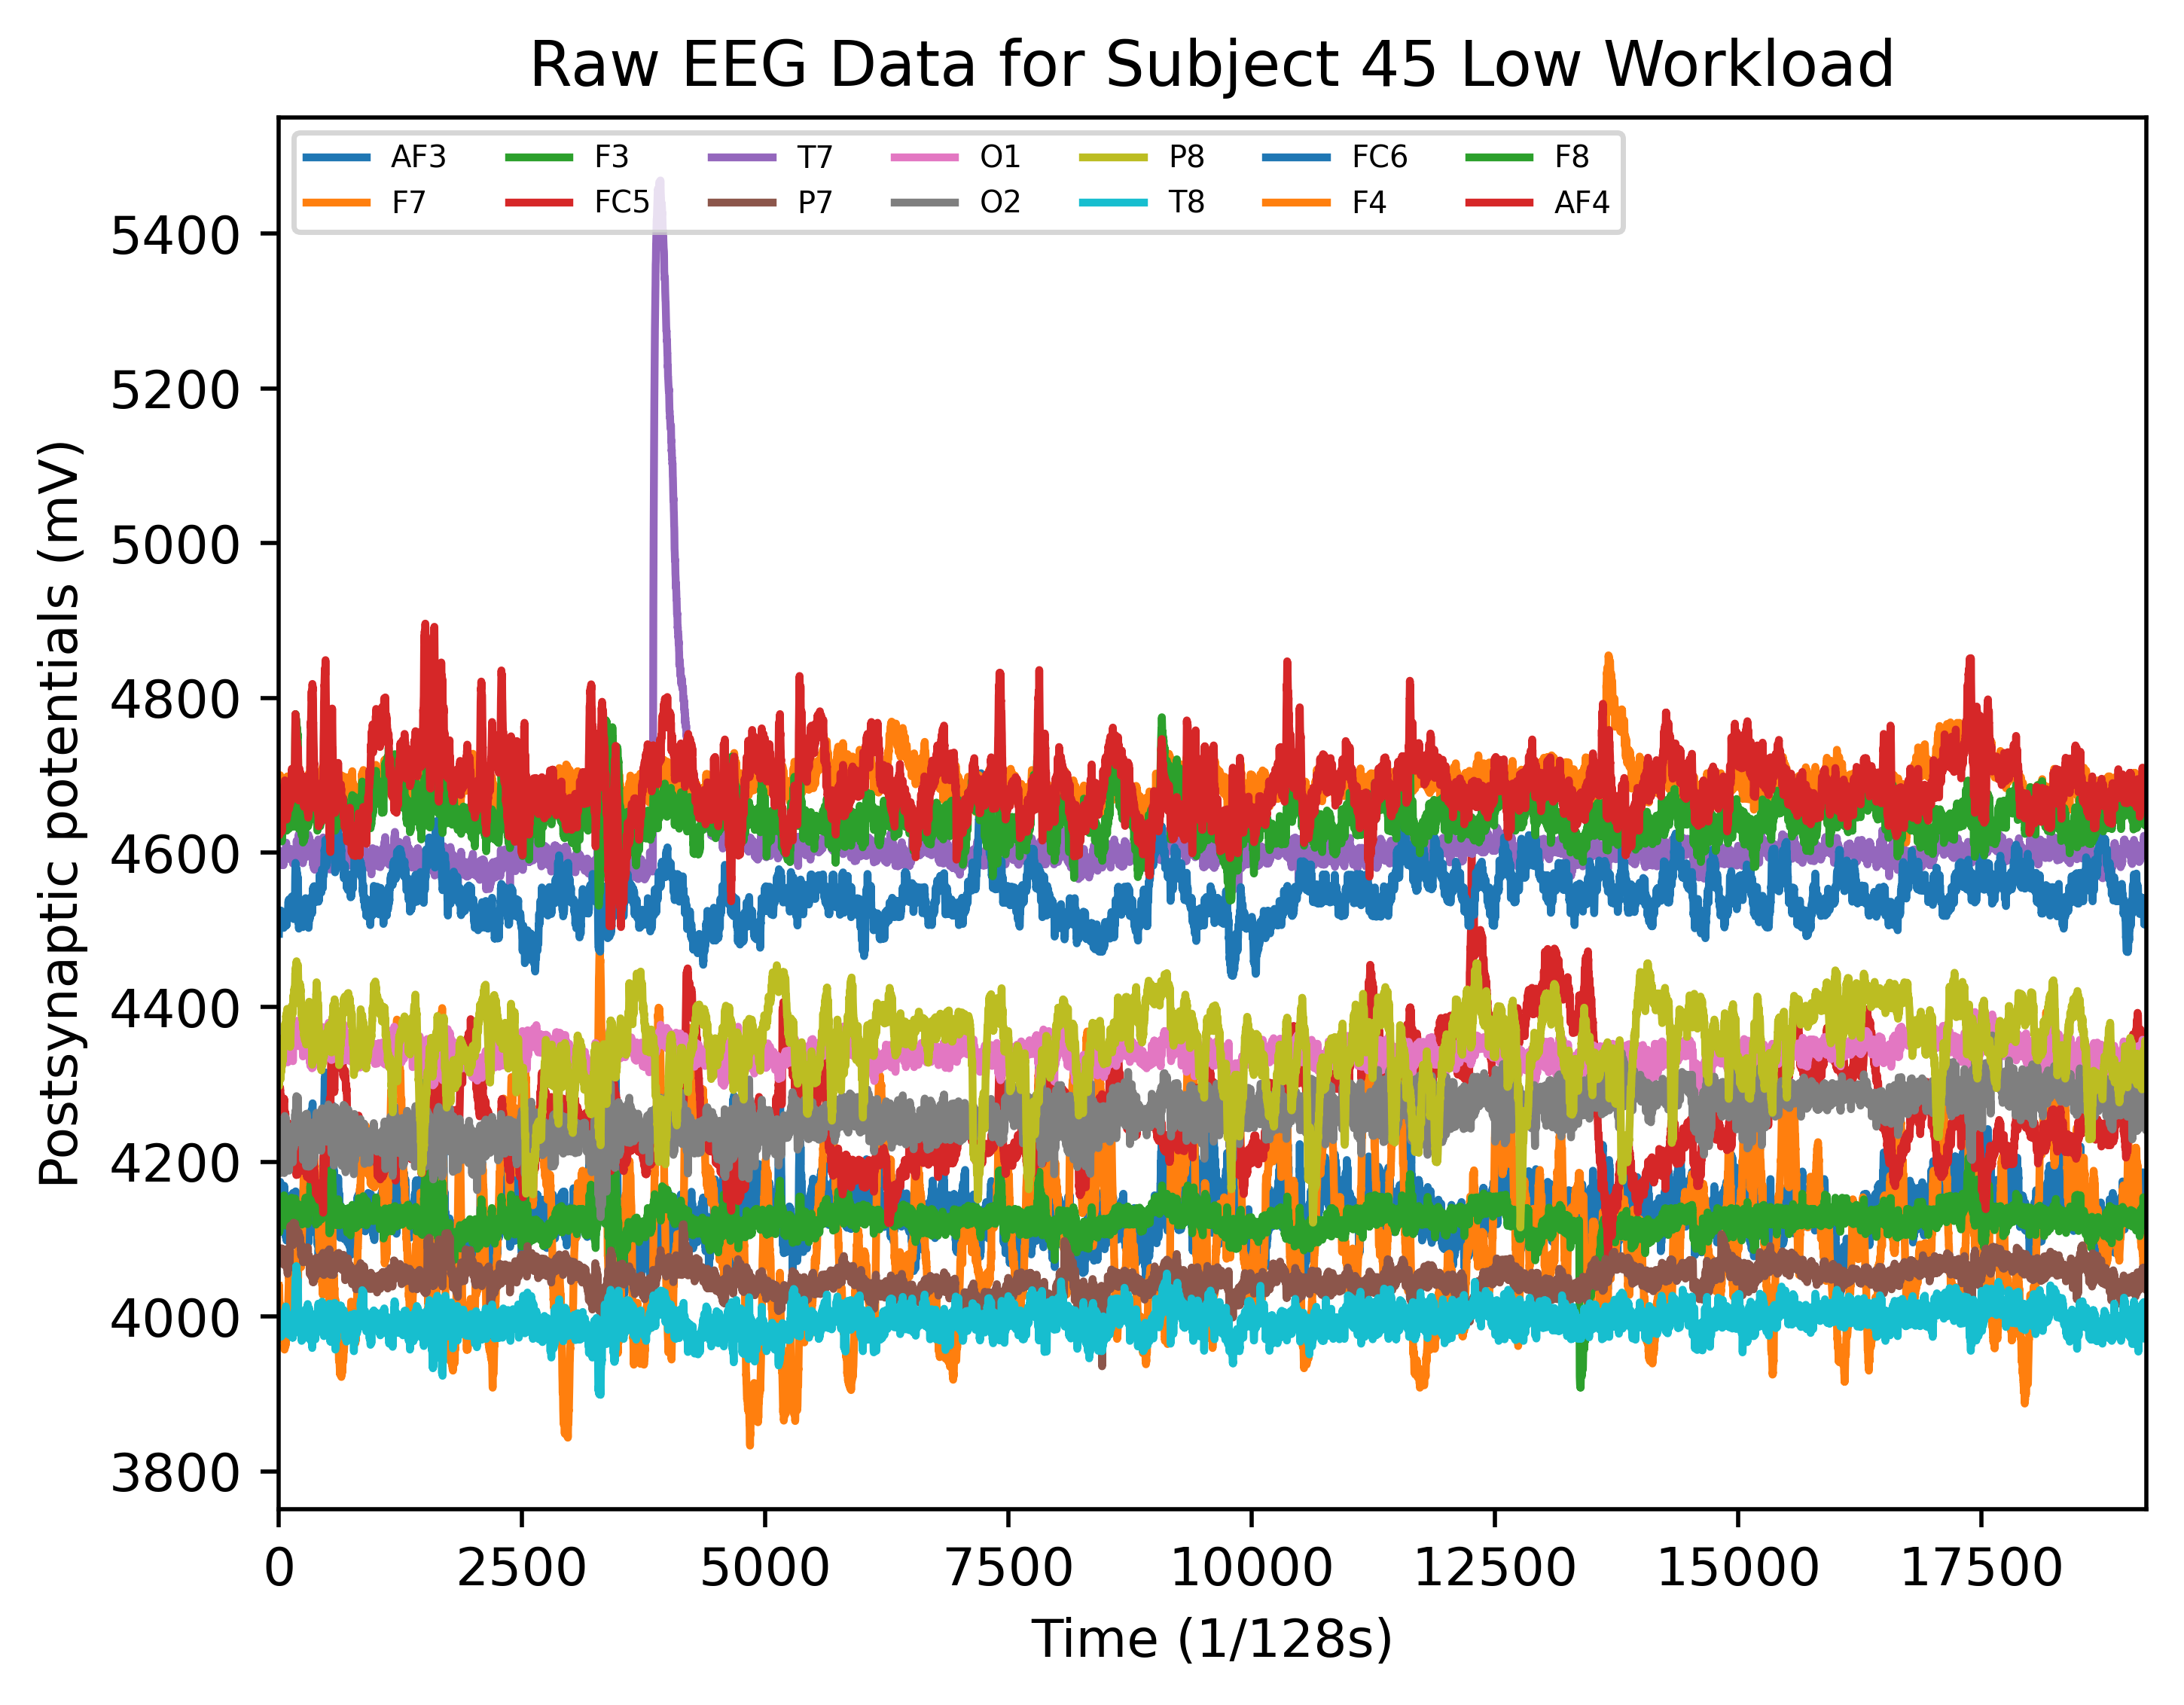 Raw EEG Data for Subject 45 Low Workload
AF3 F3 T7 O1 P8 FC6 F8
F7 FC5 P7 O2 T8 F4 AF4
Postsynaptic potentials (mV)
5400
5200
5000
4800
4600
4400
4200
4000
3800
0 2500 5000 7500 10000 12500 15000 17500
Time (1/128s)